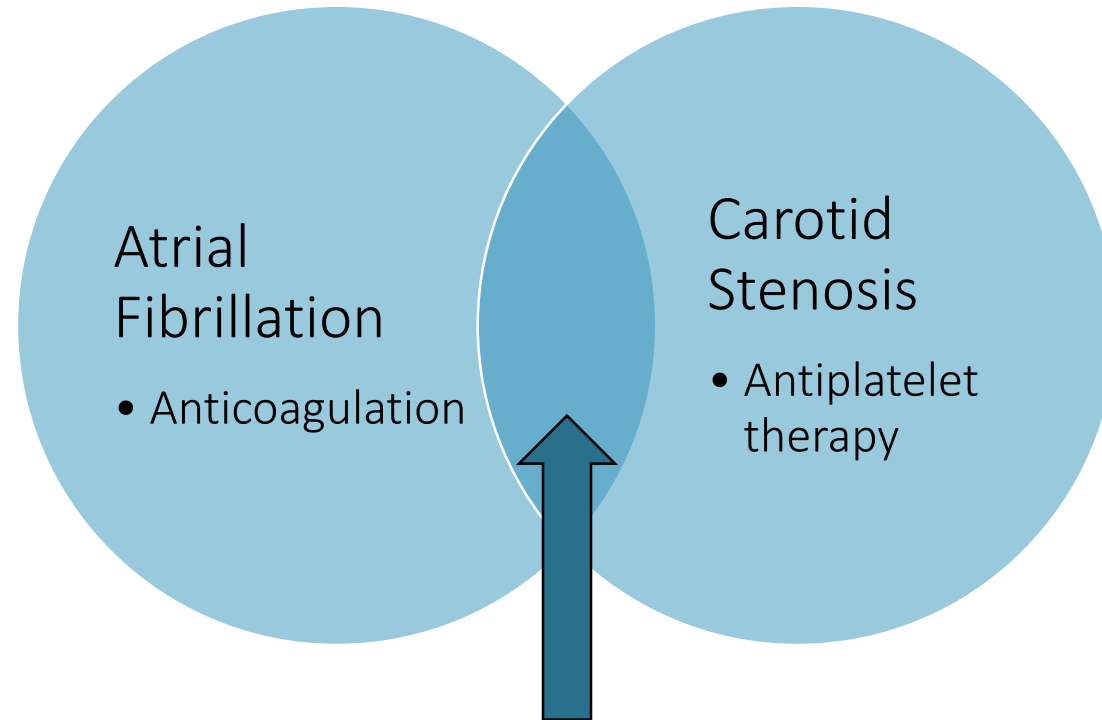 Atrial
Fibrillation
• Anticoagulation
Carotid
Stenosis
• Antiplatelet
therapy